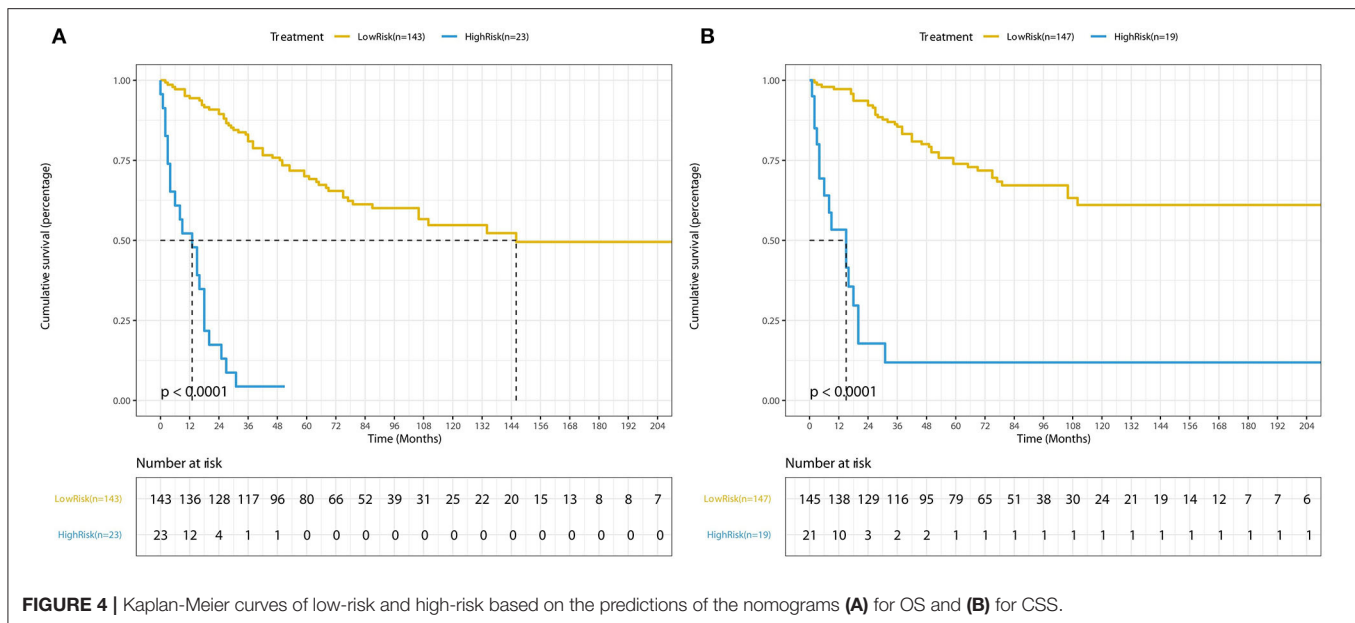 A
Treatment LowRisk(n=143) HighRisk(n=23)
Cumulative survival (percentage)
1.00
0.75
0.50
0.25
0.00
p < 0.0001
0 12 24 36 48 60 72 84 96 108 120 132 144 156 168 180 192 204
Time (Months)
Number at risk
LowRisk(n=143) 143 136 128 117 96 80 66 52 39 31 25 22 20 15 13 8 8 7
HighRisk(n=23) 23 12 4 1 1 0 0 0 0 0 0 0 0 0 0 0 0 0
B
Treatment LowRisk(n=147) HighRisk(n=19)
Cumulative survival (percentage)
1.00
0.75
0.50
0.25
0.00
p < 0.0001
0 12 24 36 48 60 72 84 96 108 120 132 144 156 168 180 192 204
Time (Months)
Number at risk
LowRisk(n=147) 145 138 129 116 95 79 65 51 38 30 24 21 19 14 12 7 7 6
HighRisk(n=19) 21 10 3 2 2 1 1 1 1 1 1 1 1 1 1 1 1 1
FIGURE 4 | Kaplan-Meier curves of low-risk and high-risk based on the predictions of the nomograms (A) for OS and (B) for CSS.